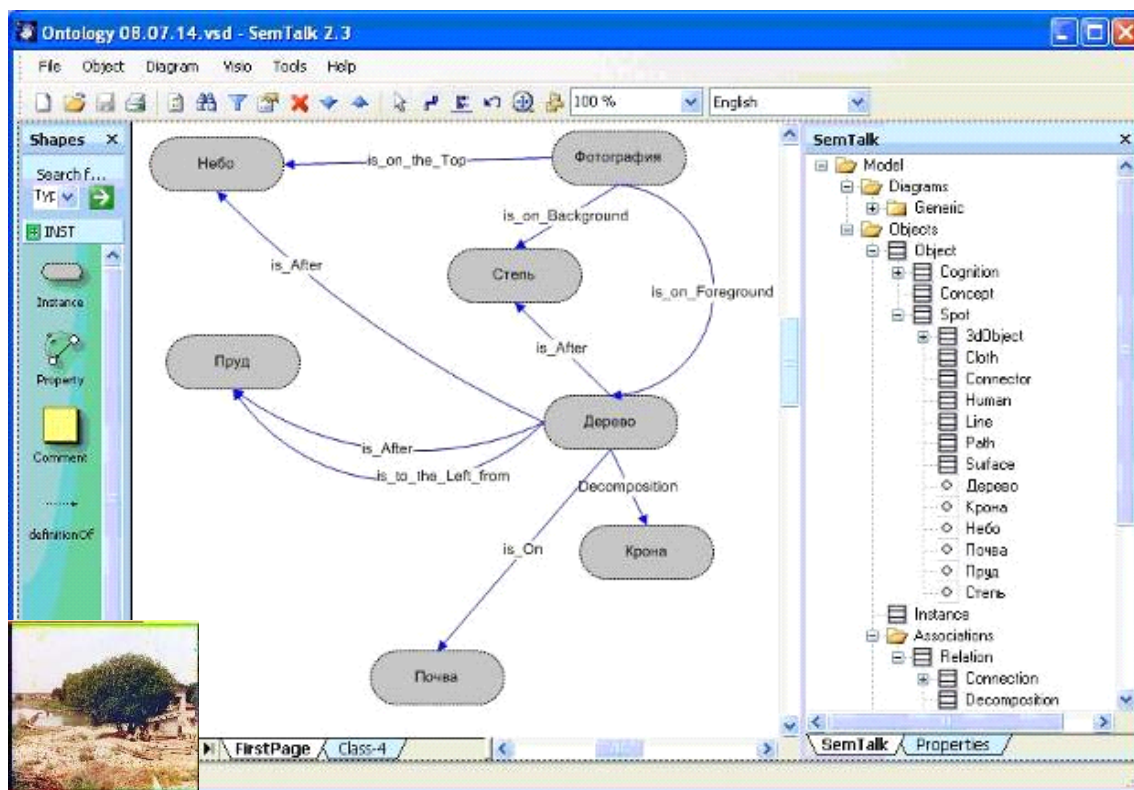 Ontology 08.07.14.vsd - SemTalk 2.3
File Object Diagram Visio Tools Help
100 % English
Shapes X
Search f...
INST
Instance
Property
Comment
definitionOf
Небо
is_on_the_Top
Фотография
is_on_Background
Степь
is_After
is_on_Foreground
is_After
Пруд
Дерево
is_After
is_to_the_Left_from
Decomposition
is_On
Крона
Почва
FirstPage
Class-4
SemTalk
Model
Diagrams
Generic
Objects
Object
Cognition
Concept
Spot
3dObject
Cloth
Connector
Human
Line
Path
Surface
Дерево
Крона
Небо
Почва
Пруд
Степь
Instance
Associations
Relation
Connection
Decomposition
SemTalk
Properties